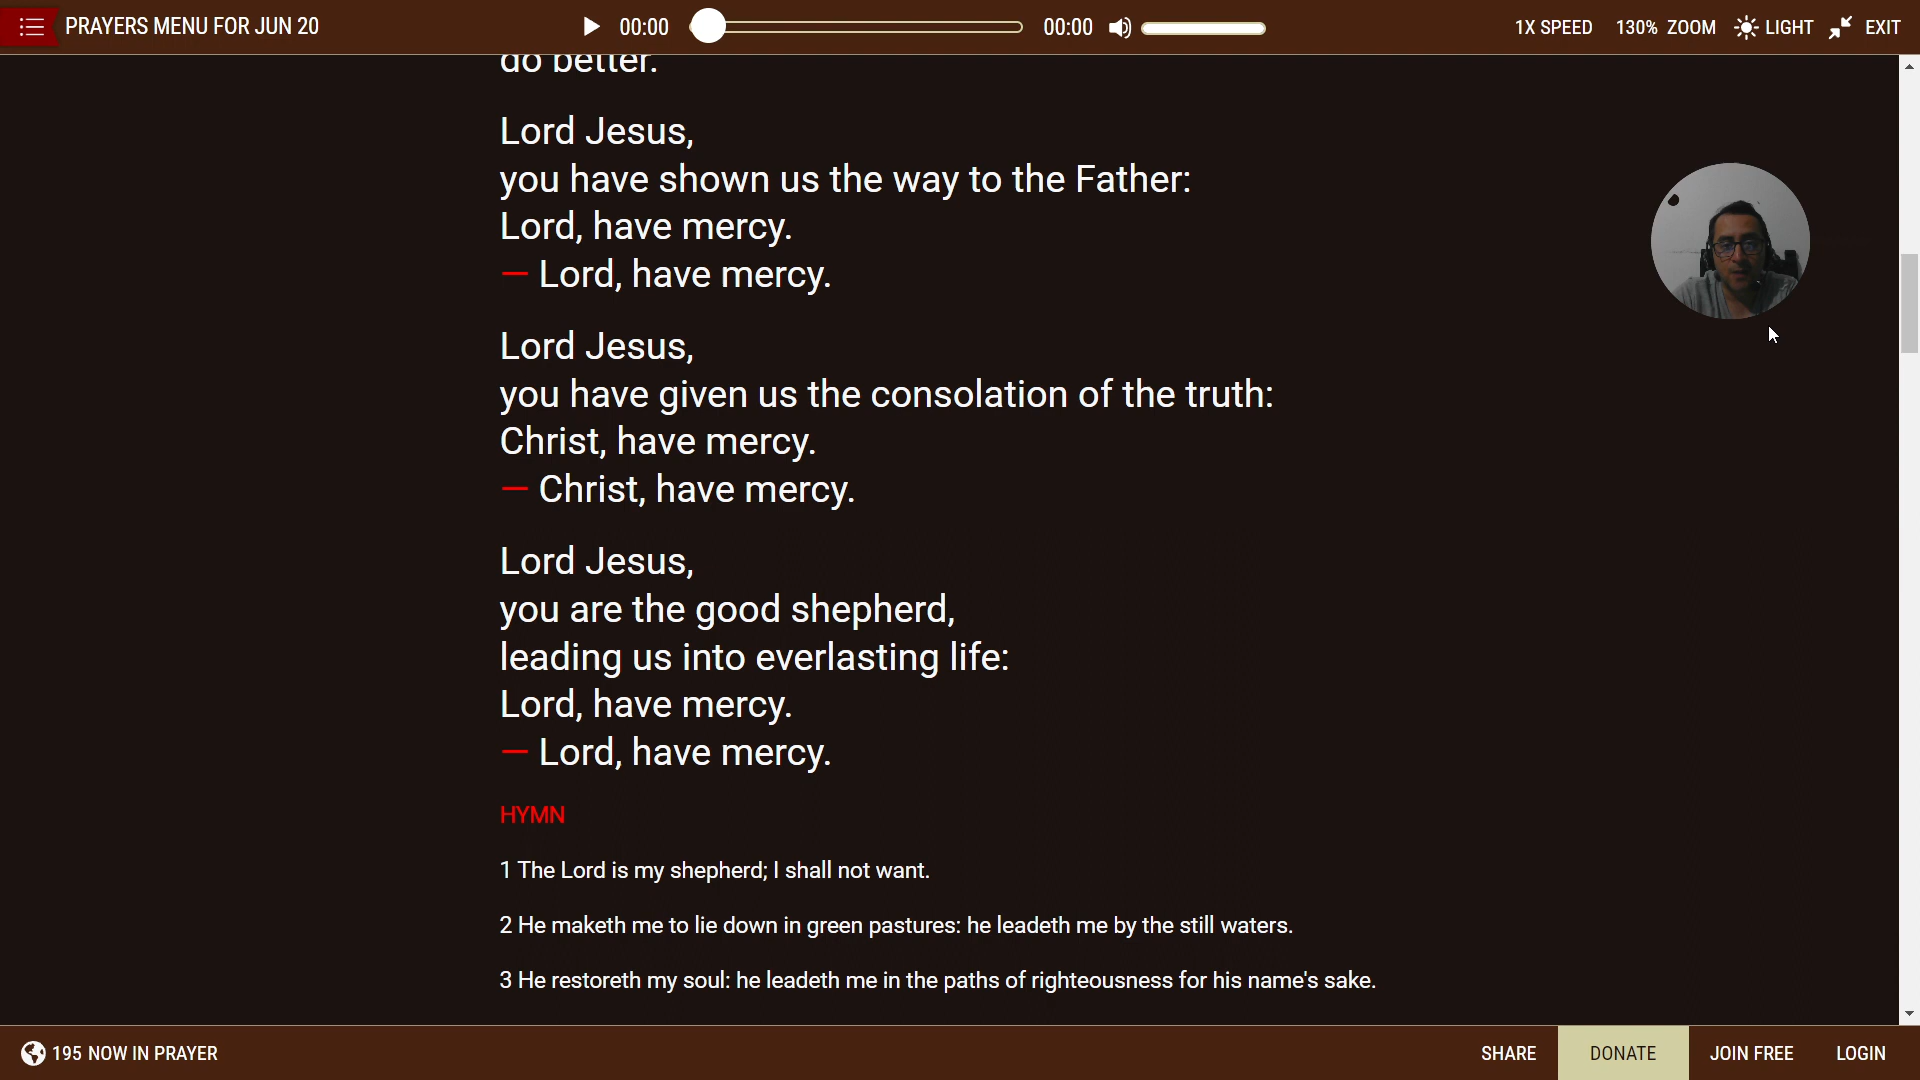 PRAYERS MENU FOR JUN 20
00:00
00:00
1X SPEED
130% ZOOM
LIGHT
EXIT
do better.
Lord Jesus,
you have shown us the way to the Father:
Lord, have mercy.
— Lord, have mercy.
Lord Jesus,
you have given us the consolation of the truth:
Christ, have mercy.
— Christ, have mercy.
Lord Jesus,
you are the good shepherd,
leading us into everlasting life:
Lord, have mercy.
— Lord, have mercy.
HYMN
1 The Lord is my shepherd; I shall not want.
2 He maketh me to lie down in green pastures: he leadeth me by the still waters.
3 He restoreth my soul: he leadeth me in the paths of righteousness for his name's sake.
195 NOW IN PRAYER
SHARE
DONATE
JOIN FREE
LOGIN